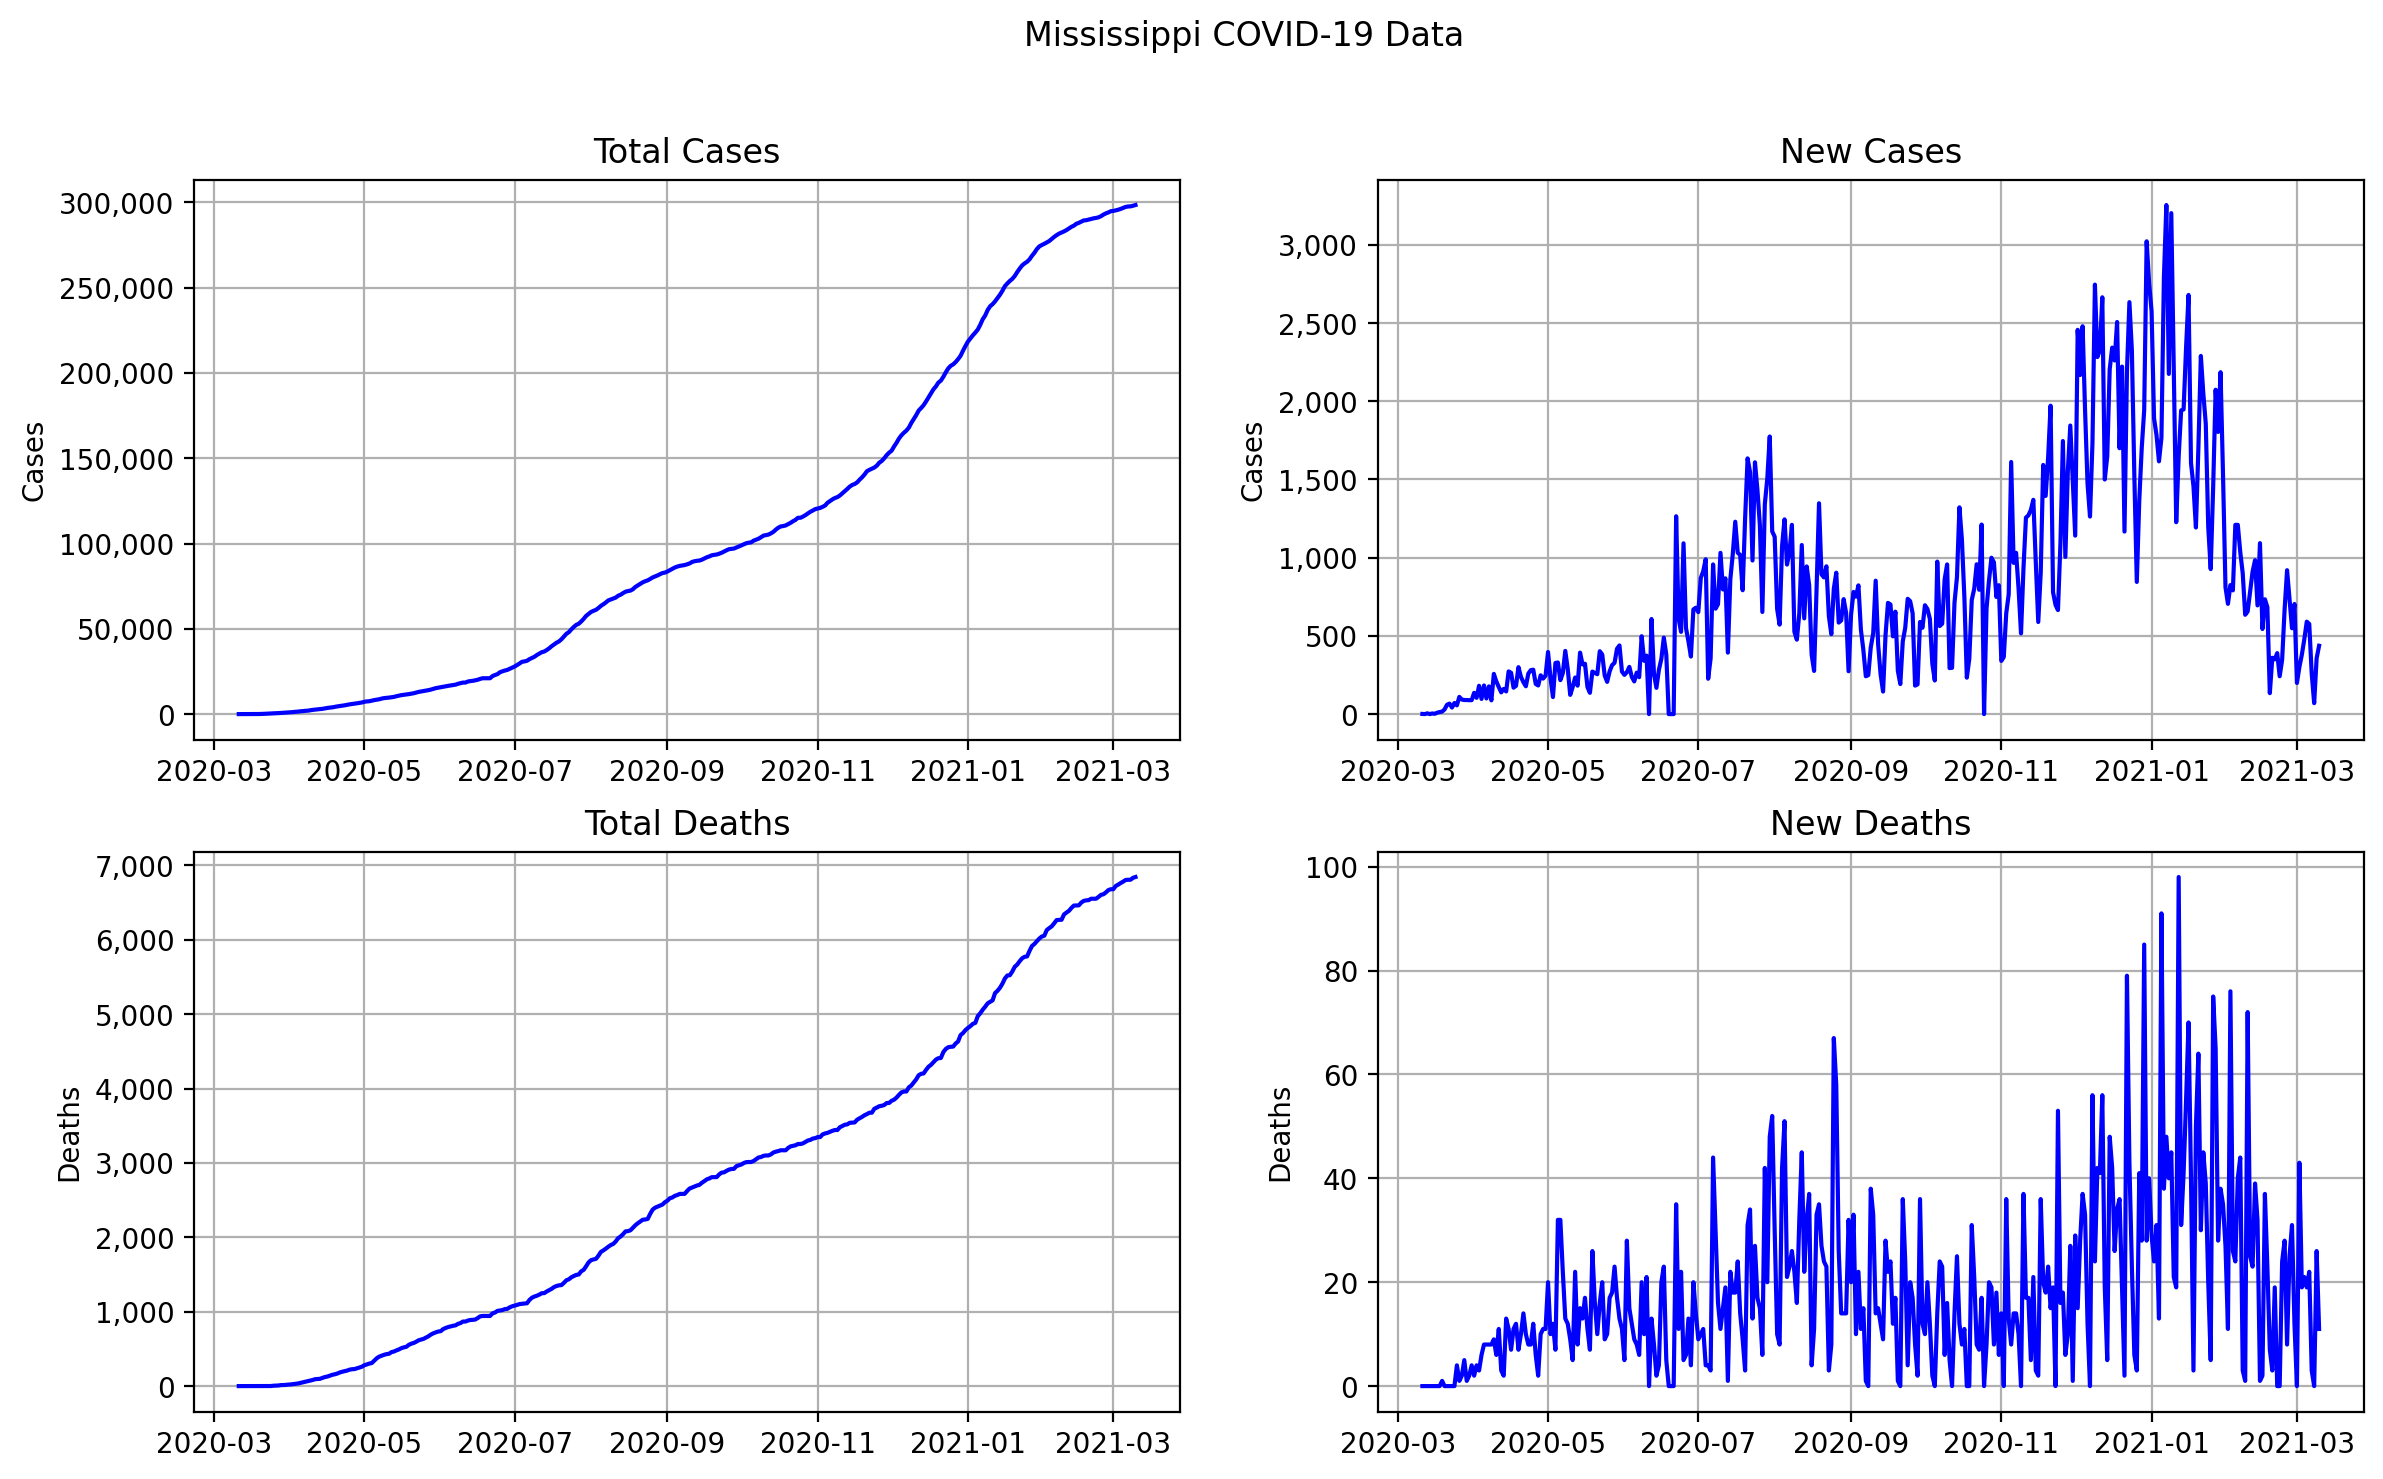 Mississippi COVID-19 Data
Total Cases
300,000
250,000
200,000
150,000
100,000
50,000
0
Cases
2020-03 2020-05 2020-07 2020-09 2020-11 2021-01 2021-03
New Cases
3,000
2,500
2,000
1,500
1,000
500
0
Cases
2020-03 2020-05 2020-07 2020-09 2020-11 2021-01 2021-03
Total Deaths
7,000
6,000
5,000
4,000
3,000
2,000
1,000
0
Deaths
2020-03 2020-05 2020-07 2020-09 2020-11 2021-01 2021-03
New Deaths
100
80
60
40
20
0
Deaths
2020-03 2020-05 2020-07 2020-09 2020-11 2021-01 2021-03